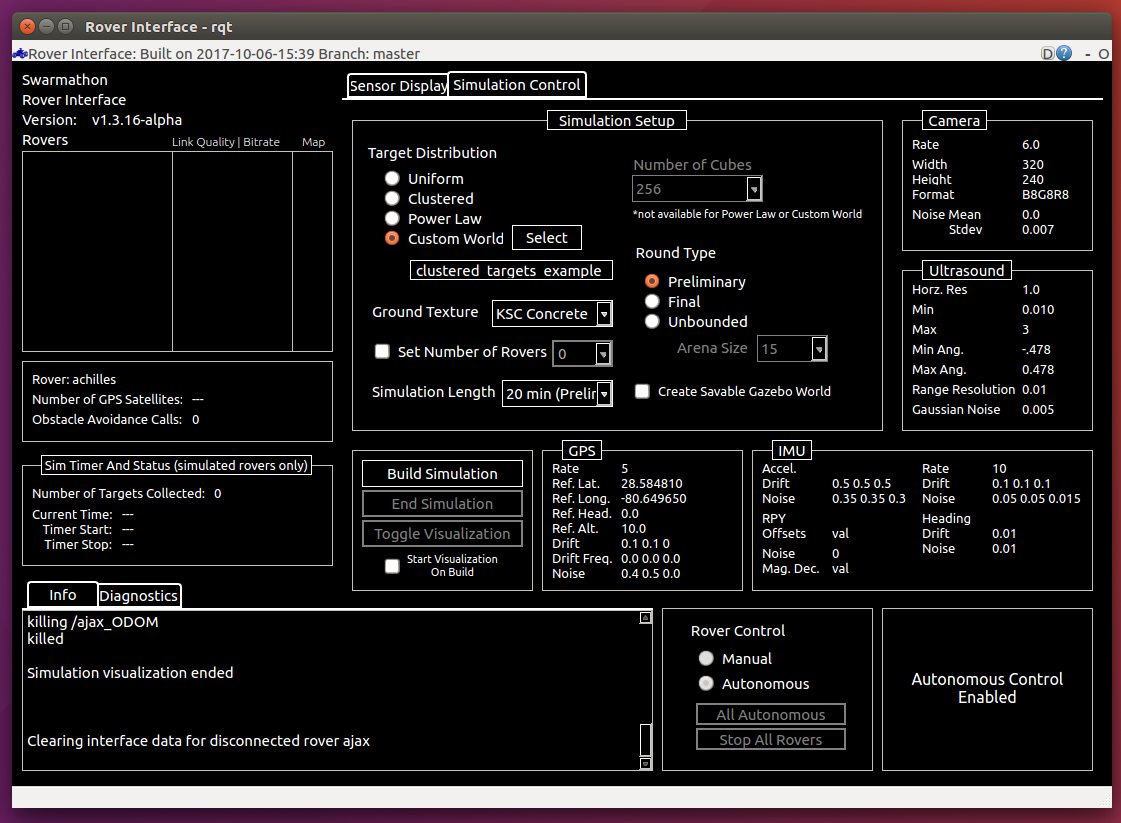 Rover Interface - rqt
Rover Interface: Built on 2017-10-06-15:39 Branch: master
D ? - O
Swarmathon
Rover Interface
Version: v1.3.16-alpha
Rovers Link Quality | Bitrate Map
Rover: achilles
Number of GPS Satellites: ---
Obstacle Avoidance Calls: 0
Sim Timer And Status (simulated rovers only)
Number of Targets Collected: 0
Current Time: ---
Timer Start: ---
Timer Stop: ---
Sensor Display
Simulation Control
Simulation Setup
Target Distribution
Uniform
Clustered
Power Law
Custom World
Select
clustered_targets_example
Ground Texture KSC Concrete
Set Number of Rovers 0
Simulation Length 20 min (Prelir
Number of Cubes
256
*not available for Power Law or Custom World
Round Type
Preliminary
Final
Unbounded
Arena Size 15
Create Savable Gazebo World
Camera
Rate 6.0
Width 320
Height 240
Format B8G8R8
Noise Mean 0.0
Stdev 0.007
Ultrasound
Horz. Res 1.0
Min 0.010
Max 3
Min Ang. -.478
Max Ang. 0.478
Range Resolution 0.01
Gaussian Noise 0.005
Build Simulation
End Simulation
Toggle Visualization
Start Visualization
On Build
GPS
Rate 5
Ref. Lat. 28.584810
Ref. Long. -80.649650
Ref. Head. 0.0
Ref. Alt. 10.0
Drift 0.1 0.1 0
Drift Freq. 0.0 0.0 0.0
Noise 0.4 0.5 0.0
IMU
Accel.
Drift 0.5 0.5 0.5
Noise 0.35 0.35 0.3
RPY
Offsets val
Noise 0
Mag. Dec. val
Rate 10
Drift 0.1 0.1 0.1
Noise 0.05 0.05 0.015
Heading
Drift 0.01
Noise 0.01
Info
Diagnostics
killing /ajax_ODOM
killed
Simulation visualization ended
Clearing interface data for disconnected rover ajax
Rover Control
Manual
Autonomous
All Autonomous
Stop All Rovers
Autonomous Control
Enabled